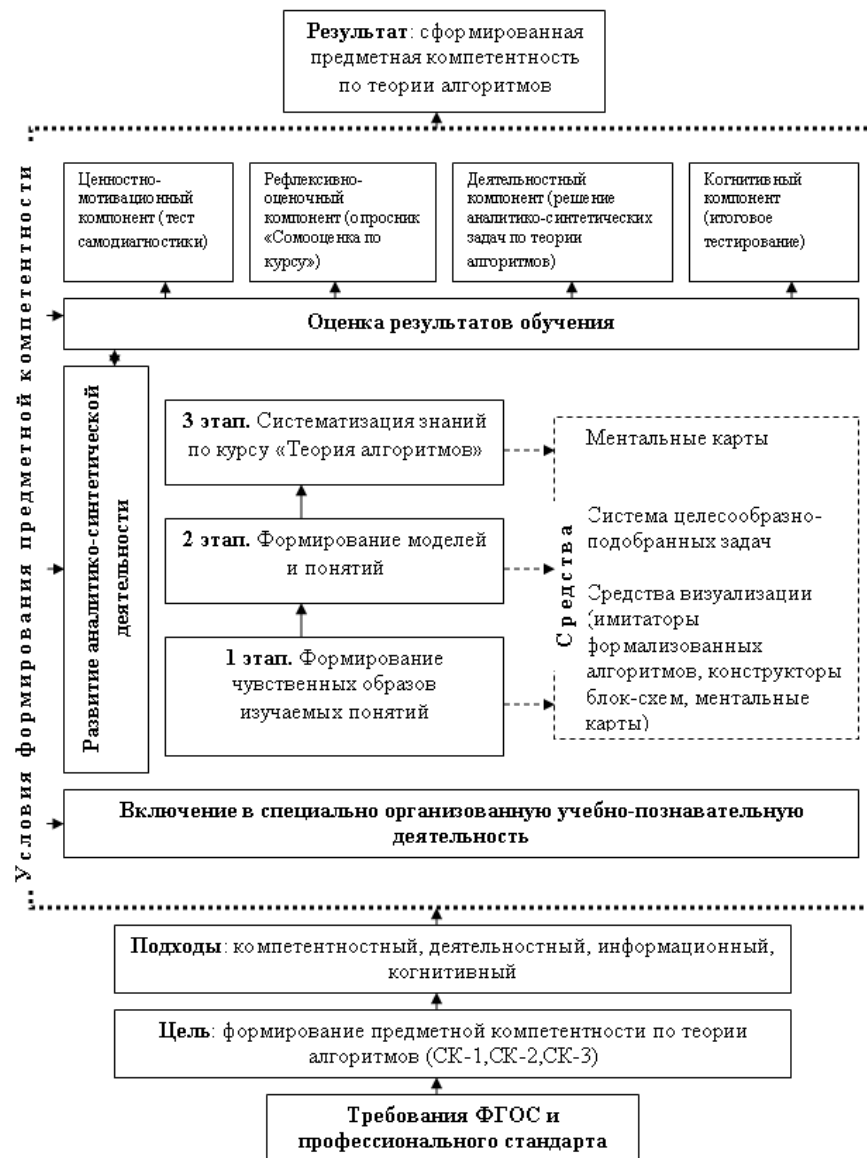 Результат: сформированная
предметная компетентность
по теории алгоритмов
Условия формирования предметной компетентности
Ценностно-
мотивационный
компонент (тест
самодиагностики)
Рефлексивно-
оценочный
компонент (опросник
«Сомооценка по
курсу»)
Деятельностный
компонент (решение
аналитико-синтетических
задач по теории
алгоритмов)
Когнитивный
компонент
(итоговое
тестирование)
Оценка результатов обучения
Развитие аналитико-синтетической
деятельности
3 этап. Систематизация знаний
по курсу «Теория алгоритмов»
2 этап. Формирование моделей
и понятий
1 этап. Формирование
чувственных образов
изучаемых понятий
Средства
Ментальные карты
Система целесообразно-
подобранных задач
Средства визуализации
(имитаторы
формализованных
алгоритмов, конструкторы
блок-схем, ментальные
карты)
Включение в специально организованную учебно-познавательную
деятельность
Подходы: компетентностный, деятельностный, информационный,
когнитивный
Цель: формирование предметной компетентности по теории
алгоритмов (СК-1,СК-2,СК-3)
Требования ФГОС и
профессионального стандарта